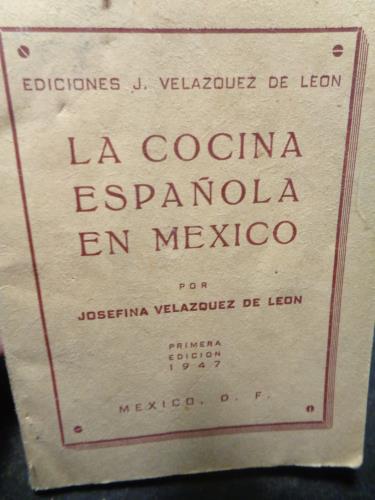 EDICIONES J. VELAZQUEZ DE LEON
LA COCINA
ESPAÑOLA
EN MEXICO
POR
JOSEFINA VELAZQUEZ DE LEON
PRIMERA
EDICION
1947
MEXICO, D. F.